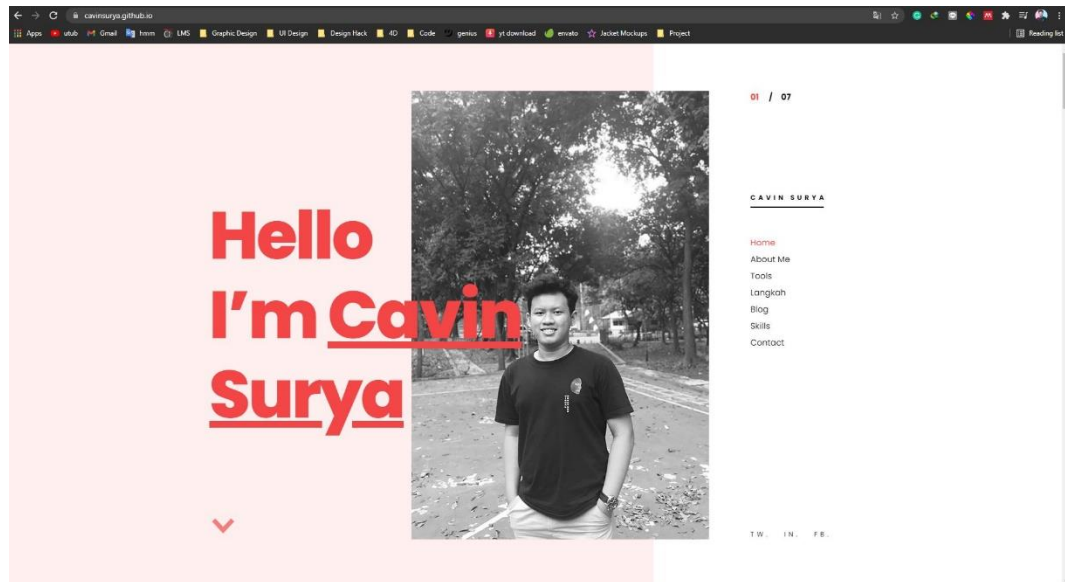 cavinsurya.github.io
Apps utub Gmail hmm LMS Graphic Design UI Design Design Hack 4D Code genius yt download envato Jacket Mockups Project Reading list
01 / 07
CAVIN SURYA
Hello
I'm Cavin
Surya
Home
About Me
Tools
Langkah
Blog
Skills
Contact
TW. IN. FB.